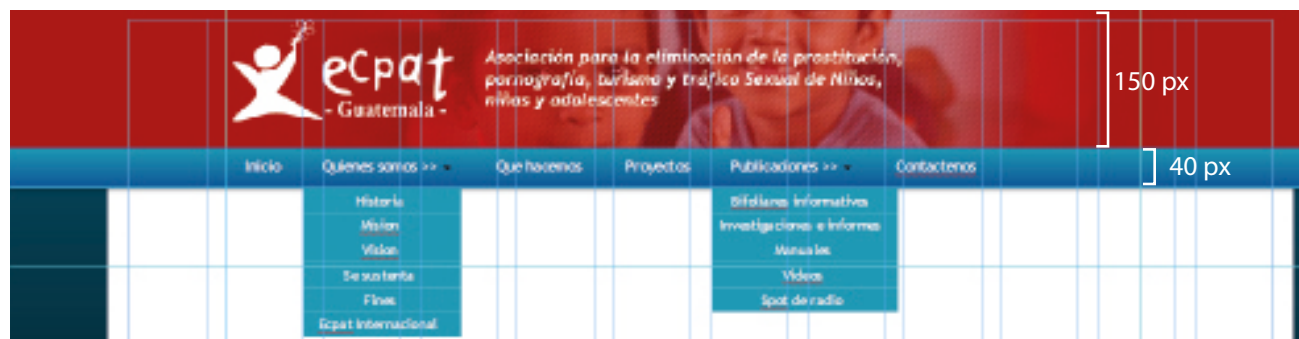 ecpat
- Guatemala -
Asociación para la eliminación de la prostitución,
pornografía, turismo y tráfico Sexual de Niños,
niñas y adolescentes
150 px
Inicio Quienes somos >> Que hacemos Proyectos Publicaciones >> Contactenos
40 px
Historia
Mision
Vision
Se sustenta
Fines
Ecpat Internacional
Bifoliares Informativos
Investigaciones e Informes
Manuales
Videos
Spot de radio